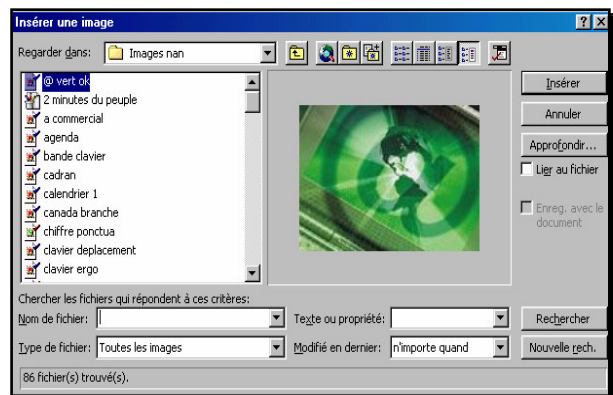 Insérer une image
Regarder dans: Images nan
@ vert ok
2 minutes du peuple
a commercial
agenda
bande clavier
cadran
calendrier 1
canada branche
chiffre ponctua
clavier deplacement
clavier ergo
Insérer
Annuler
Approfondir...
Lier au fichier
Enreg. avec le
document
Chercher les fichiers qui répondent à ces critères:
Nom de fichier: Texte ou propriété: Rechercher
Type de fichier: Toutes les images Modifié en dernier: n'importe quand Nouvelle rech.
86 fichier(s) trouvé(s).